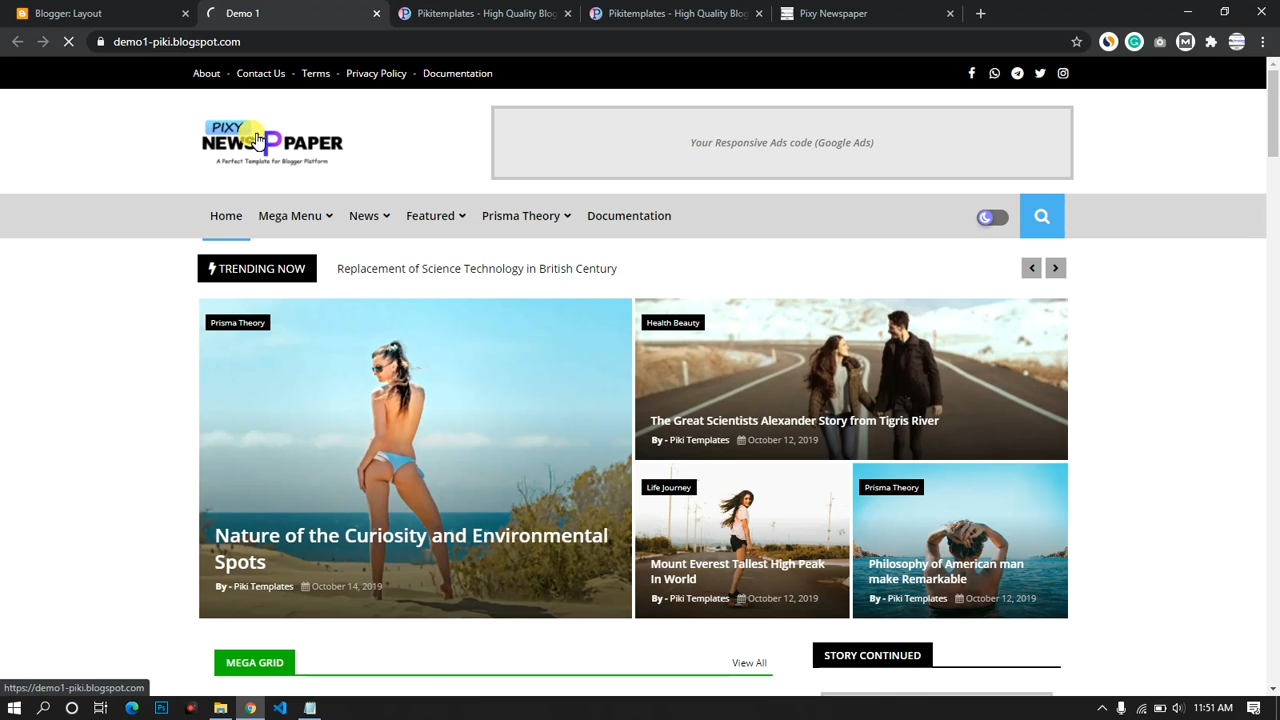 Blogger: Layout
Demo 1
Pikitemplates - High Quality Blog
Pikitemplates - High Quality Blog
Pixy Newspaper
demo1-piki.blogspot.com
About - Contact Us - Terms - Privacy Policy - Documentation
PIXY
NEWS PAPER
A Perfect Template for Blogger Platform
Your Responsive Ads code (Google Ads)
Home Mega Menu News Featured Prisma Theory Documentation
TRENDING NOW Replacement of Science Technology in British Century
Prisma Theory
Nature of the Curiosity and Environmental
Spots
By - Piki Templates October 14, 2019
Health Beauty
The Great Scientists Alexander Story from Tigris River
By - Piki Templates October 12, 2019
Life Journey
Mount Everest Tallest High Peak
In World
By - Piki Templates October 12, 2019
Prisma Theory
Philosophy of American man
make Remarkable
By - Piki Templates October 12, 2019
MEGA GRID View All
STORY CONTINUED
https://demo1-piki.blogspot.com
11:51 AM